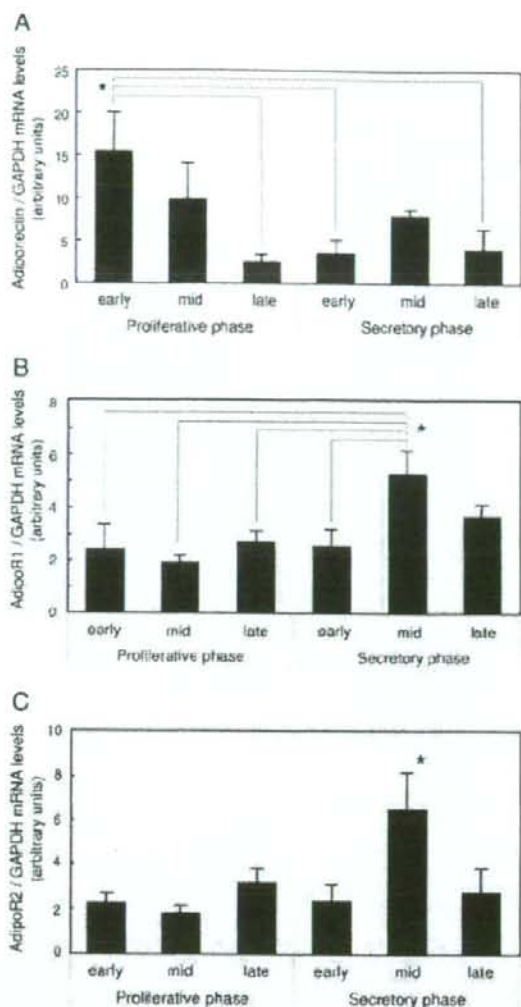 A
Adiponectin / GAPDH mRNA levels
(arbitrary units)
25
20
15
10
5
0
*
early mid late early mid late
Proliferative phase Secretory phase
B
AdipoR1 / GAPDH mRNA levels
(arbitrary units)
8
6
4
2
0
*
early mid late early mid late
Proliferative phase Secretory phase
C
AdipoR2 / GAPDH mRNA levels
(arbitrary units)
10
8
6
4
2
0
*
early mid late early mid late
Proliferative phase Secretory phase